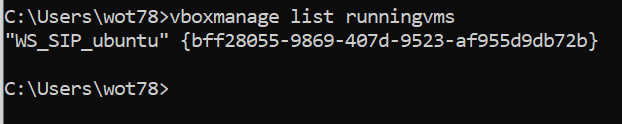 C:\Users\wot78>vboxmanage list runningvms
"WS_SIP_ubuntu" {bff28055-9869-407d-9523-af955d9db72b}
C:\Users\wot78>